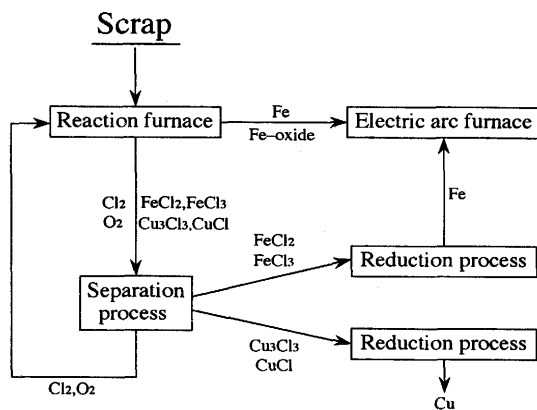 Scrap
Reaction furnace
Fe
Fe-oxide
Electric arc furnace
Cl2 FeCl2,FeCl3
O2 Cu3Cl3,CuCl
Fe
FeCl2
FeCl3
Reduction process
Separation
process
Cu3Cl3
CuCl
Reduction process
Cl2,O2
Cu